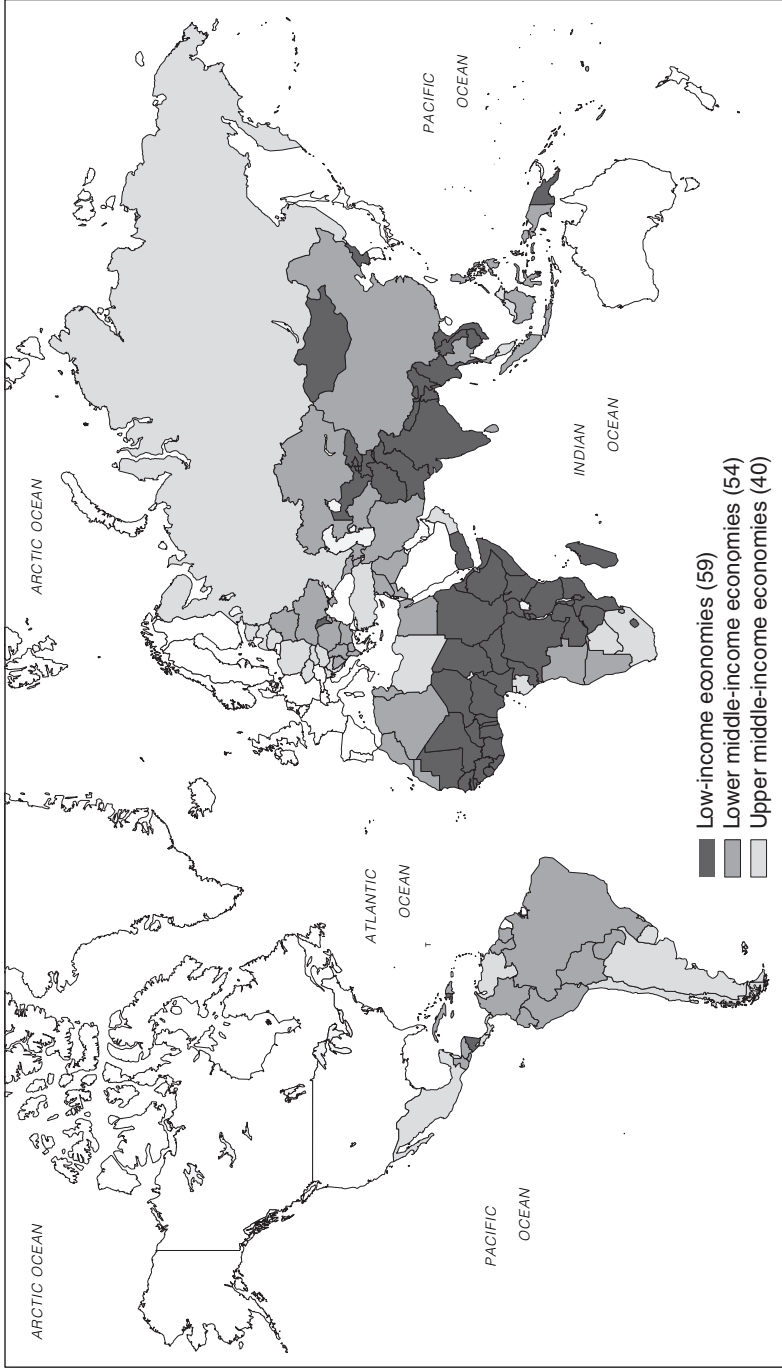 ARCTIC OCEAN
ARCTIC OCEAN
ATLANTIC
OCEAN
PACIFIC
OCEAN
PACIFIC
OCEAN
INDIAN
OCEAN
Low-income economies (59)
Lower middle-income economies (54)
Upper middle-income economies (40)